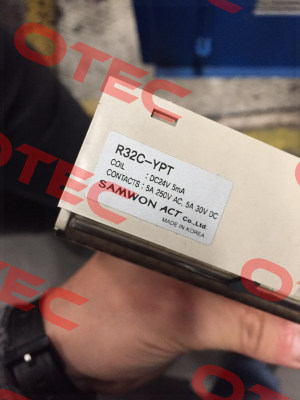 OTEC
R32C-YPT
COIL : DC24V 5mA
CONTACTS : 5A 250V AC, 5A 30V DC
SAMWON ACT Co.,Ltd.
MADE IN KOREA
OTEC
OTEC
OTEC
OTEC